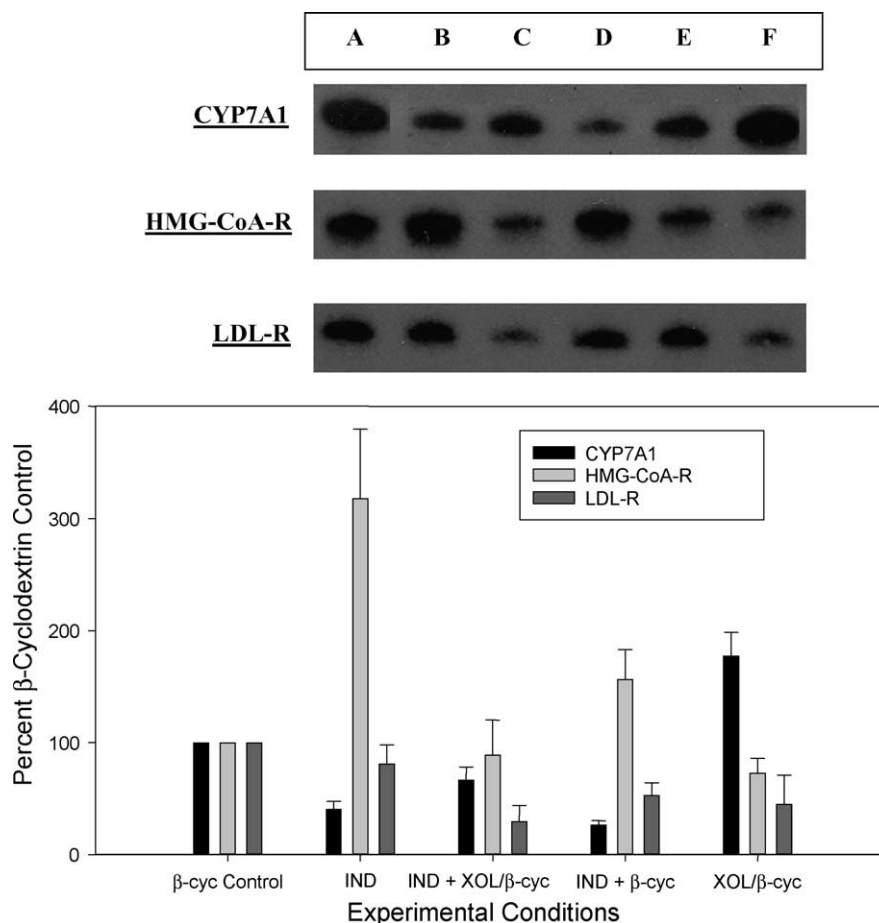 A B C D E F
CYP7A1
HMG-CoA-R
LDL-R
400
300
200
100
0
Percent β-Cyclodextrin Control
CYP7A1
HMG-CoA-R
LDL-R
β-cyc Control IND IND + XOL/β-cyc IND + β-cyc XOL/β-cyc
Experimental Conditions